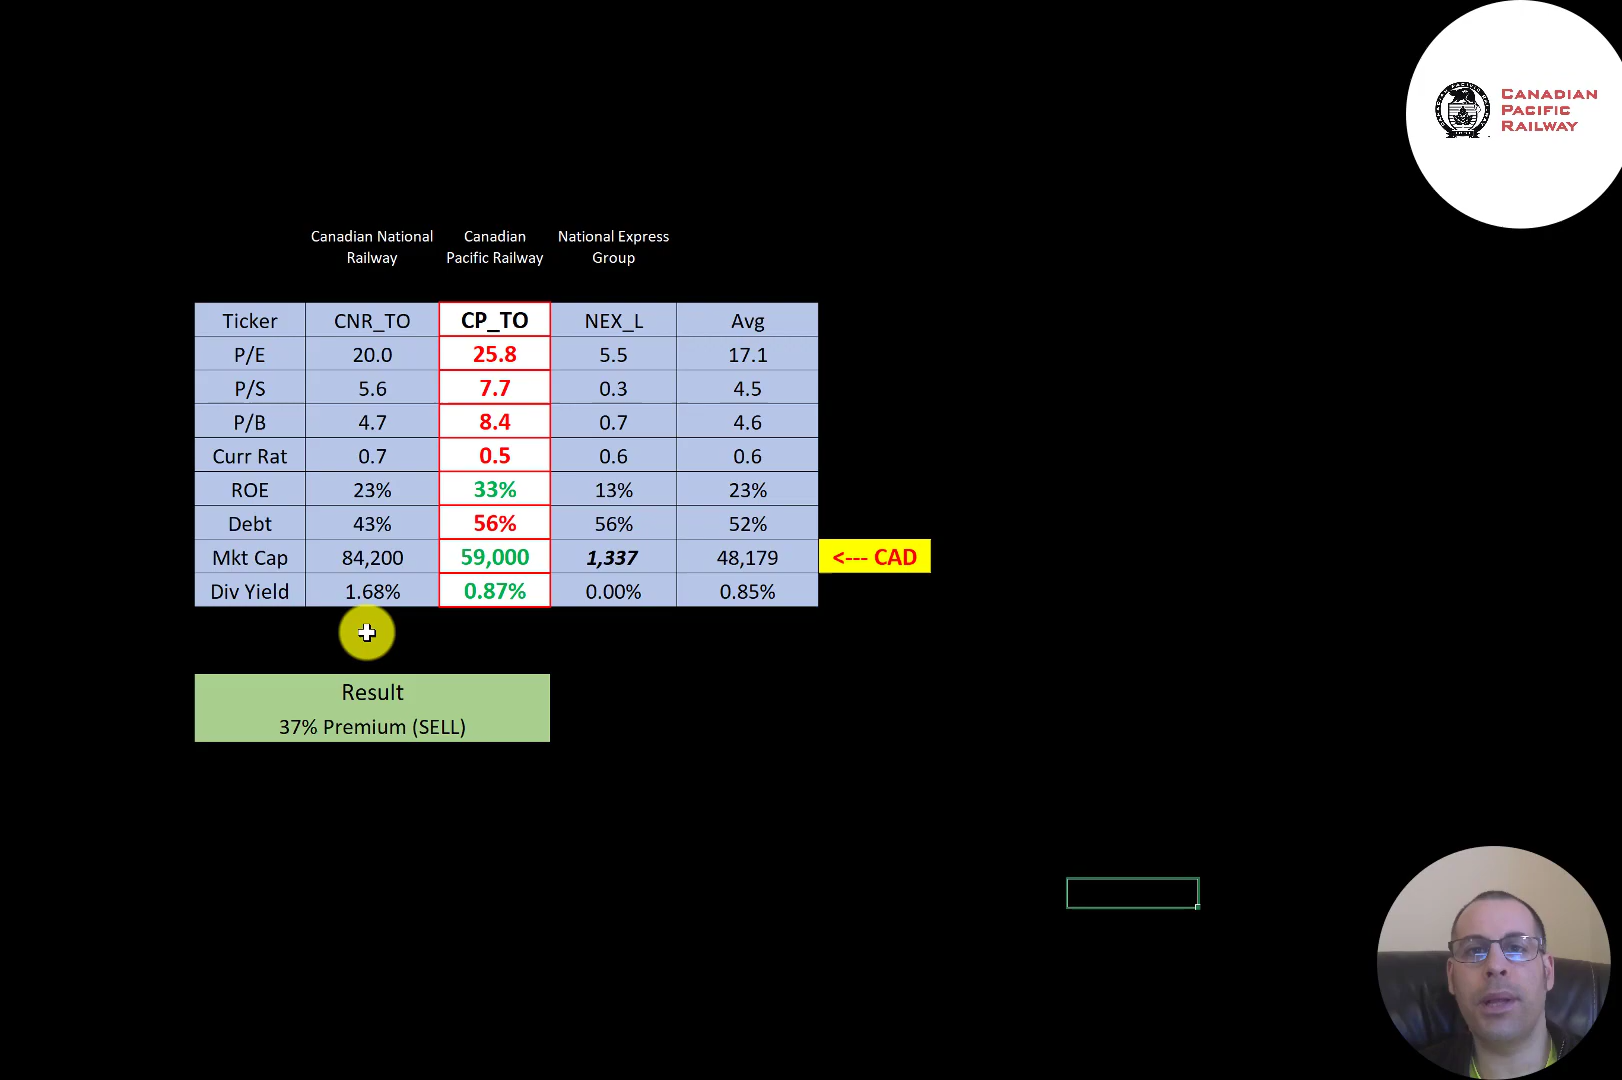 CANADIAN
PACIFIC
RAILWAY
Canadian National Railway
Canadian Pacific Railway
National Express Group
Ticker CNR_TO CP_TO NEX_L Avg
P/E 20.0 25.8 5.5 17.1
P/S 5.6 7.7 0.3 4.5
P/B 4.7 8.4 0.7 4.6
Curr Rat 0.7 0.5 0.6 0.6
ROE 23% 33% 13% 23%
Debt 43% 56% 56% 52%
Mkt Cap 84,200 59,000 1,337 48,179 <--- CAD
Div Yield 1.68% 0.87% 0.00% 0.85%
Result
37% Premium (SELL)